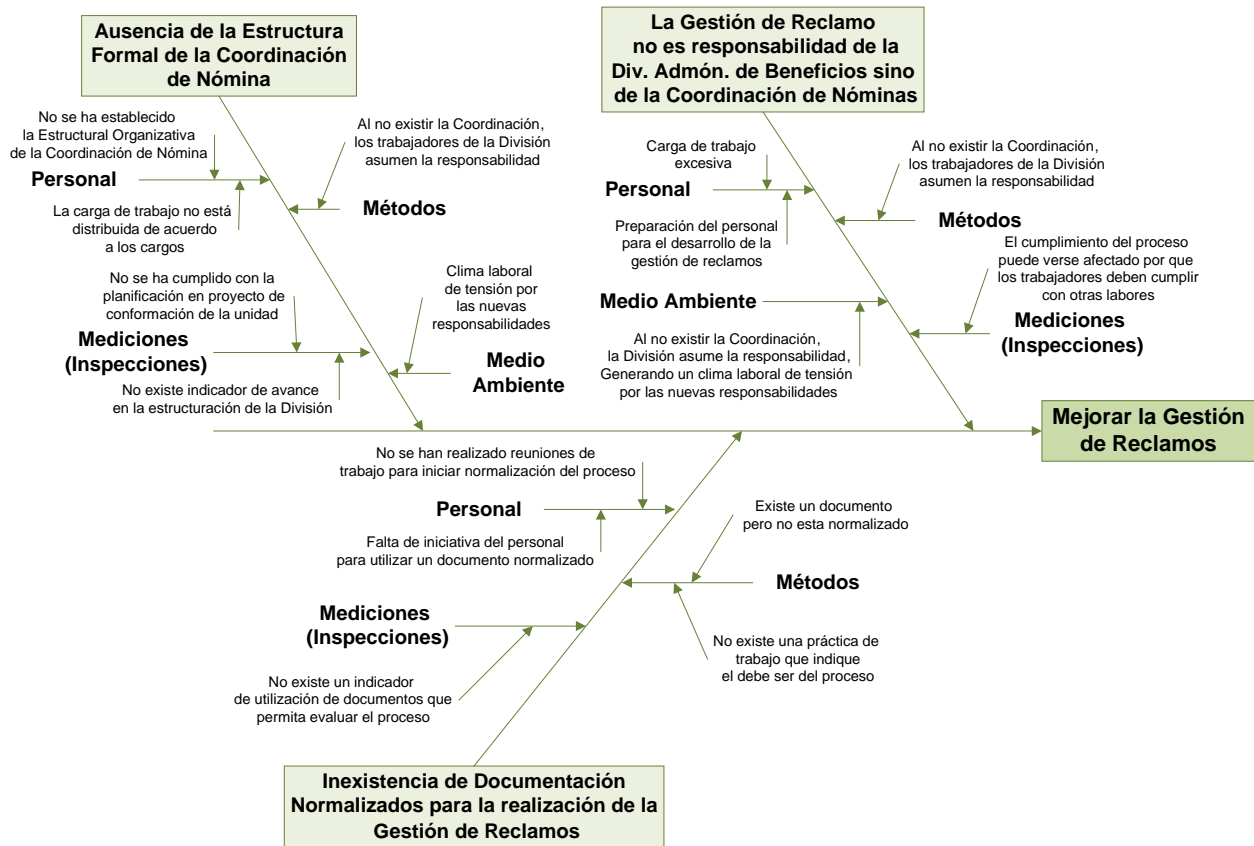 Ausencia de la Estructura
Formal de la Coordinación
de Nómina
La Gestión de Reclamo
no es responsabilidad de la
Div. Admón. de Beneficios sino
de la Coordinación de Nóminas
No se ha establecido
la Estructural Organizativa
de la Coordinación de Nómina
Personal
La carga de trabajo no está
distribuida de acuerdo
a los cargos
Al no existir la Coordinación,
los trabajadores de la División
asumen la responsabilidad
Métodos
No se ha cumplido con la
planificación en proyecto de
conformación de la unidad
Mediciones
(Inspecciones)
No existe indicador de avance
en la estructuración de la División
Clima laboral
de tensión por
las nuevas
responsabilidades
Medio
Ambiente
Carga de trabajo
excesiva
Personal
Preparación del personal
para el desarrollo de la
gestión de reclamos
Al no existir la Coordinación,
los trabajadores de la División
asumen la responsabilidad
Métodos
Medio Ambiente
Al no existir la Coordinación,
la División asume la responsabilidad,
Generando un clima laboral de tensión
por las nuevas responsabilidades
El cumplimiento del proceso
puede verse afectado por que
los trabajadores deben cumplir
con otras labores
Mediciones
(Inspecciones)
Mejorar la Gestión
de Reclamos
No se han realizado reuniones de
trabajo para iniciar normalización del proceso
Personal
Falta de iniciativa del personal
para utilizar un documento normalizado
Existe un documento
pero no esta normalizado
Métodos
No existe una práctica de
trabajo que indique
el debe ser del proceso
Mediciones
(Inspecciones)
No existe un indicador
de utilización de documentos que
permita evaluar el proceso
Inexistencia de Documentación
Normalizados para la realización de la
Gestión de Reclamos